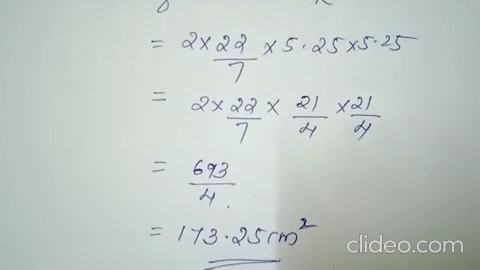 = 2×22/7 ×5.25×5.25
= 2×22/7 × 21/4 ×21/4
= 693/4.
= 173.25cm²
clideo.com